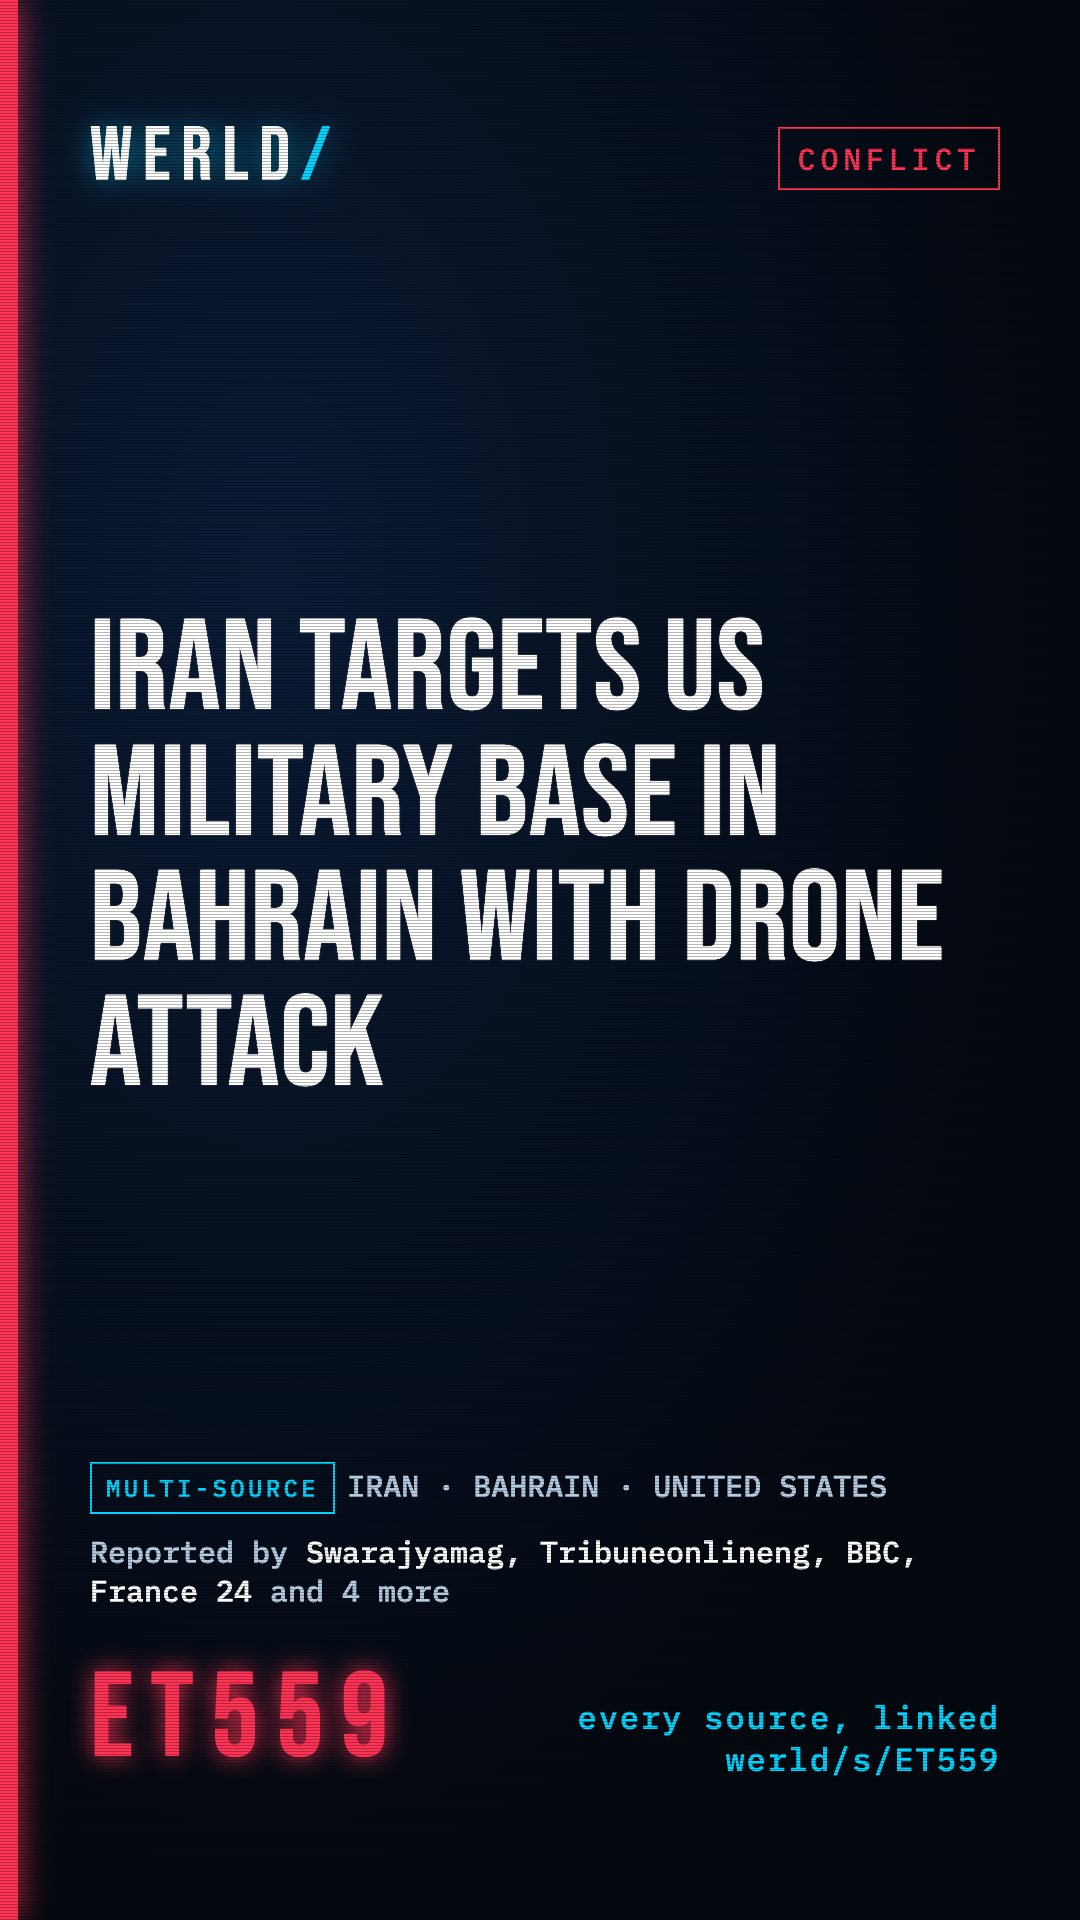 WERLD/
CONFLICT
IRAN TARGETS US
MILITARY BASE IN
BAHRAIN WITH DRONE
ATTACK
MULTI-SOURCE IRAN · BAHRAIN · UNITED STATES
Reported by Swarajyamag, Tribuneonlineng, BBC,
France 24 and 4 more
ET559
every source, linked
werld/s/ET559